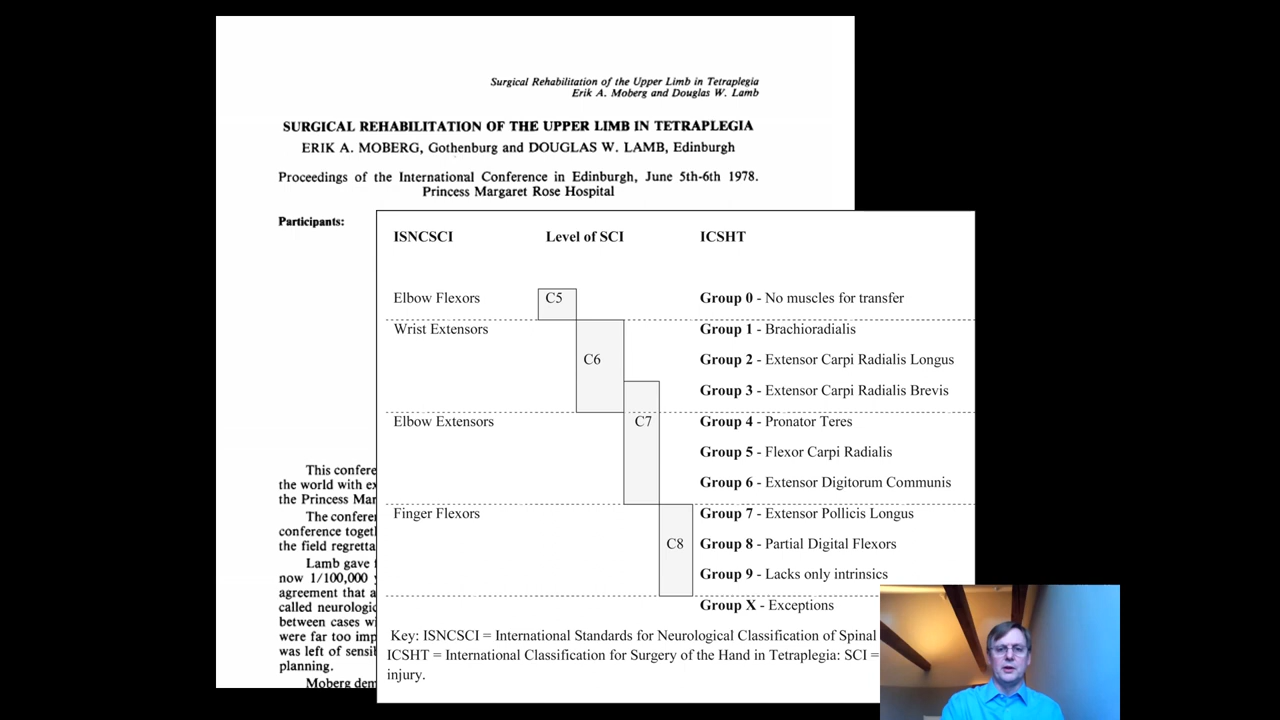 Surgical Rehabilitation of the Upper Limb in Tetraplegia
Erik A. Moberg and Douglas W. Lamb
SURGICAL REHABILITATION OF THE UPPER LIMB IN TETRAPLEGIA
ERIK A. MOBERG, Gothenburg and DOUGLAS W. LAMB, Edinburgh
Proceedings of the International Conference in Edinburgh, June 5th-6th 1978.
Princess Margaret Rose Hospital
Participants:
This confere
the world with ex
the Princess Mar
The conferen
conference togetl
the field regretta
Lamb gave f
now 1/100,000 y
agreement that a
called neurologic
between cases wi
were far too imp
was left of sensil
planning.
Moberg dem
ISNCSCI Level of SCI ICSHT
Elbow Flexors C5 Group 0 - No muscles for transfer
Wrist Extensors Group 1 - Brachioradialis
C6 Group 2 - Extensor Carpi Radialis Longus
Group 3 - Extensor Carpi Radialis Brevis
Elbow Extensors C7 Group 4 - Pronator Teres
Group 5 - Flexor Carpi Radialis
Group 6 - Extensor Digitorum Communis
Finger Flexors Group 7 - Extensor Pollicis Longus
C8 Group 8 - Partial Digital Flexors
Group 9 - Lacks only intrinsics
Group X - Exceptions
Key: ISNCSCI = International Standards for Neurological Classification of Spinal
ICSHT = International Classification for Surgery of the Hand in Tetraplegia: SCI =
injury.